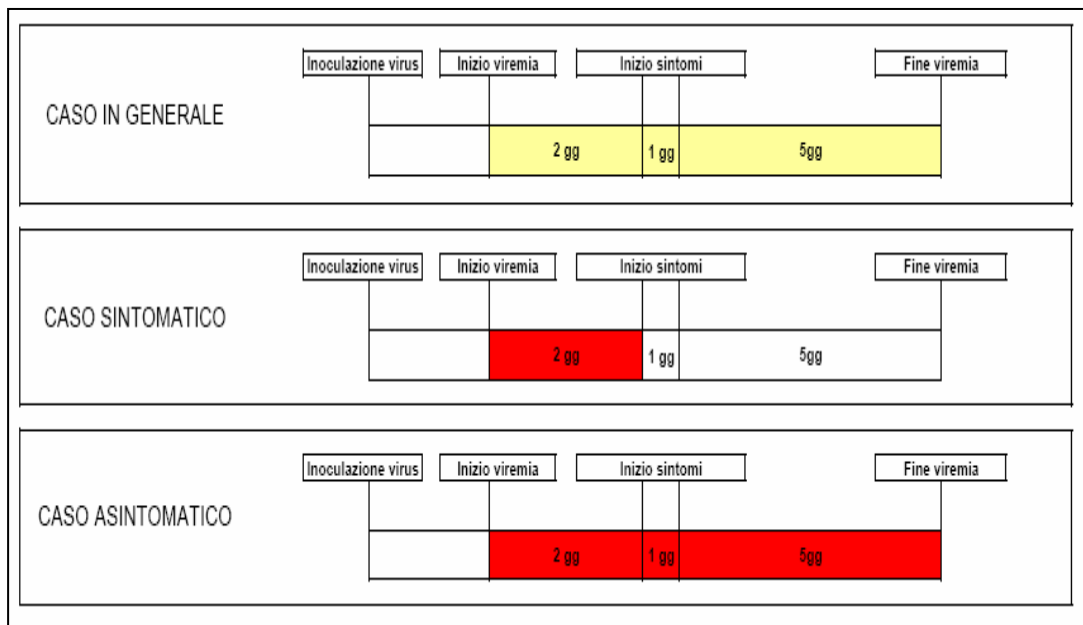 Inoculazione virus Inizio viremia Inizio sintomi Fine viremia
CASO IN GENERALE
2 gg 1 gg 5gg
Inoculazione virus Inizio viremia Inizio sintomi Fine viremia
CASO SINTOMATICO
2 gg 1 gg 5gg
Inoculazione virus Inizio viremia Inizio sintomi Fine viremia
CASO ASINTOMATICO
2 gg 1 gg 5gg